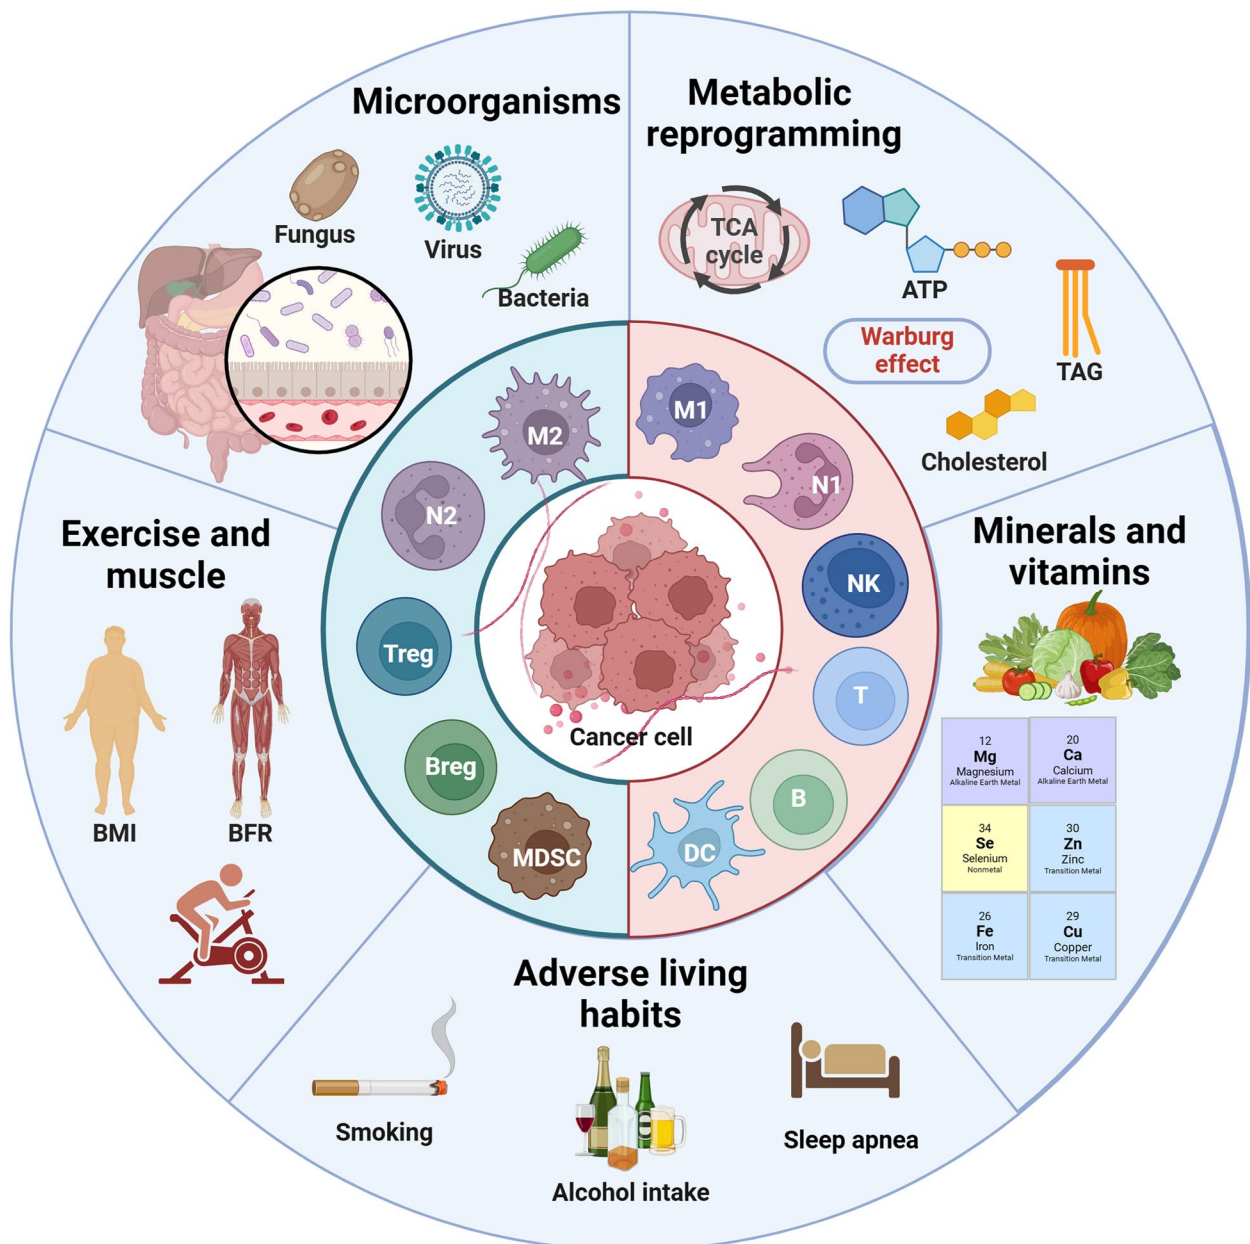 Microorganisms
Fungus
Virus
Bacteria
Metabolic
reprogramming
TCA
cycle
ATP
TAG
Warburg
effect
Cholesterol
Exercise and
muscle
BMI
BFR
M2
N2
Treg
Breg
MDSC
M1
N1
NK
T
B
DC
Cancer cell
Minerals and
vitamins
12
Mg
Magnesium
Alkaline Earth Metal
20
Ca
Calcium
Alkaline Earth Metal
34
Se
Selenium
Nonmetal
30
Zn
Zinc
Transition Metal
26
Fe
Iron
Transition Metal
29
Cu
Copper
Transition Metal
Adverse living
habits
Smoking
Alcohol intake
Sleep apnea